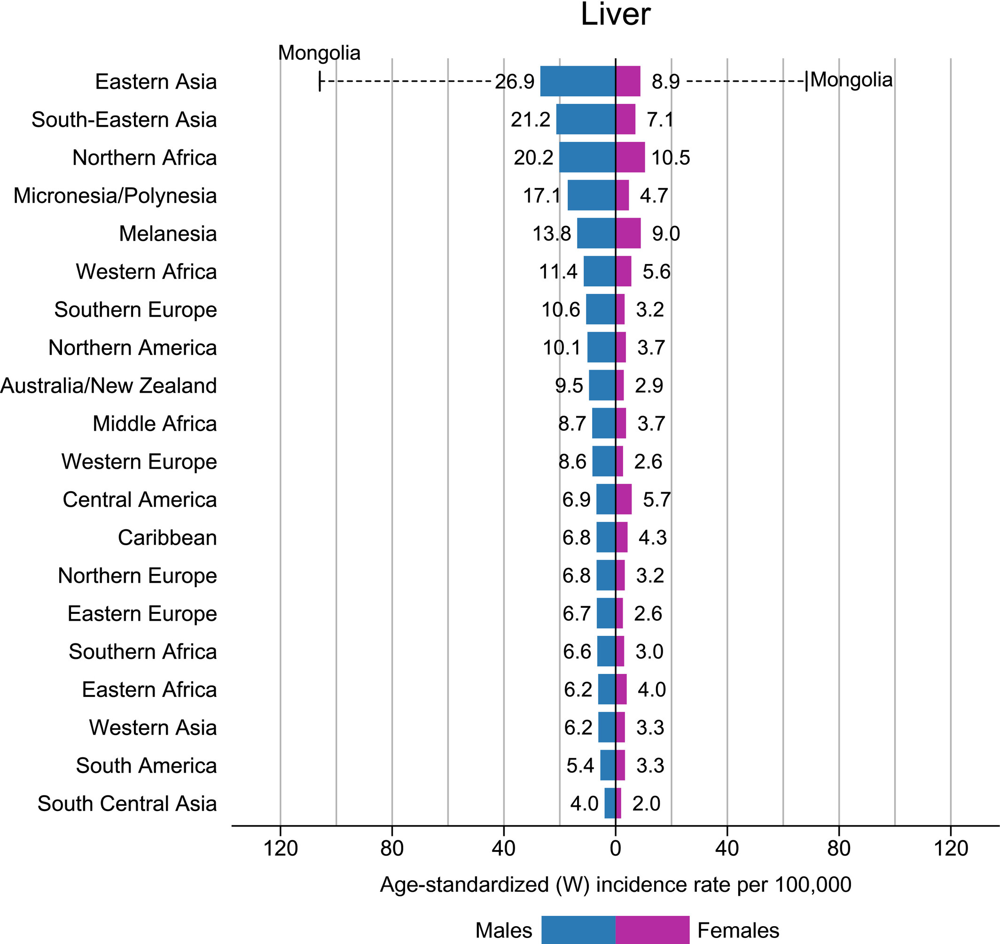 Liver
Mongolia
Eastern Asia 26.9 8.9 Mongolia
South-Eastern Asia 21.2 7.1
Northern Africa 20.2 10.5
Micronesia/Polynesia 17.1 4.7
Melanesia 13.8 9.0
Western Africa 11.4 5.6
Southern Europe 10.6 3.2
Northern America 10.1 3.7
Australia/New Zealand 9.5 2.9
Middle Africa 8.7 3.7
Western Europe 8.6 2.6
Central America 6.9 5.7
Caribbean 6.8 4.3
Northern Europe 6.8 3.2
Eastern Europe 6.7 2.6
Southern Africa 6.6 3.0
Eastern Africa 6.2 4.0
Western Asia 6.2 3.3
South America 5.4 3.3
South Central Asia 4.0 2.0
120 80 40 0 40 80 120
Age-standardized (W) incidence rate per 100,000
Males Females